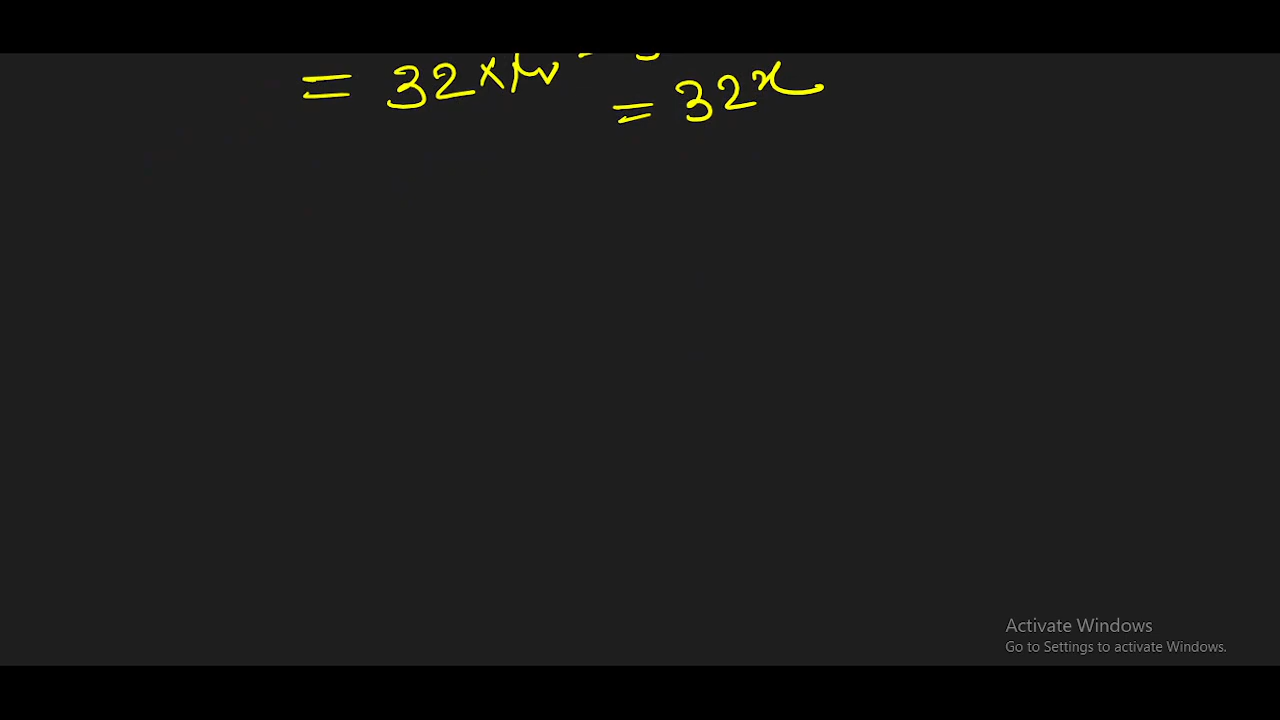 = 32 × μ
= 32x
Activate Windows
Go to Settings to activate Windows.